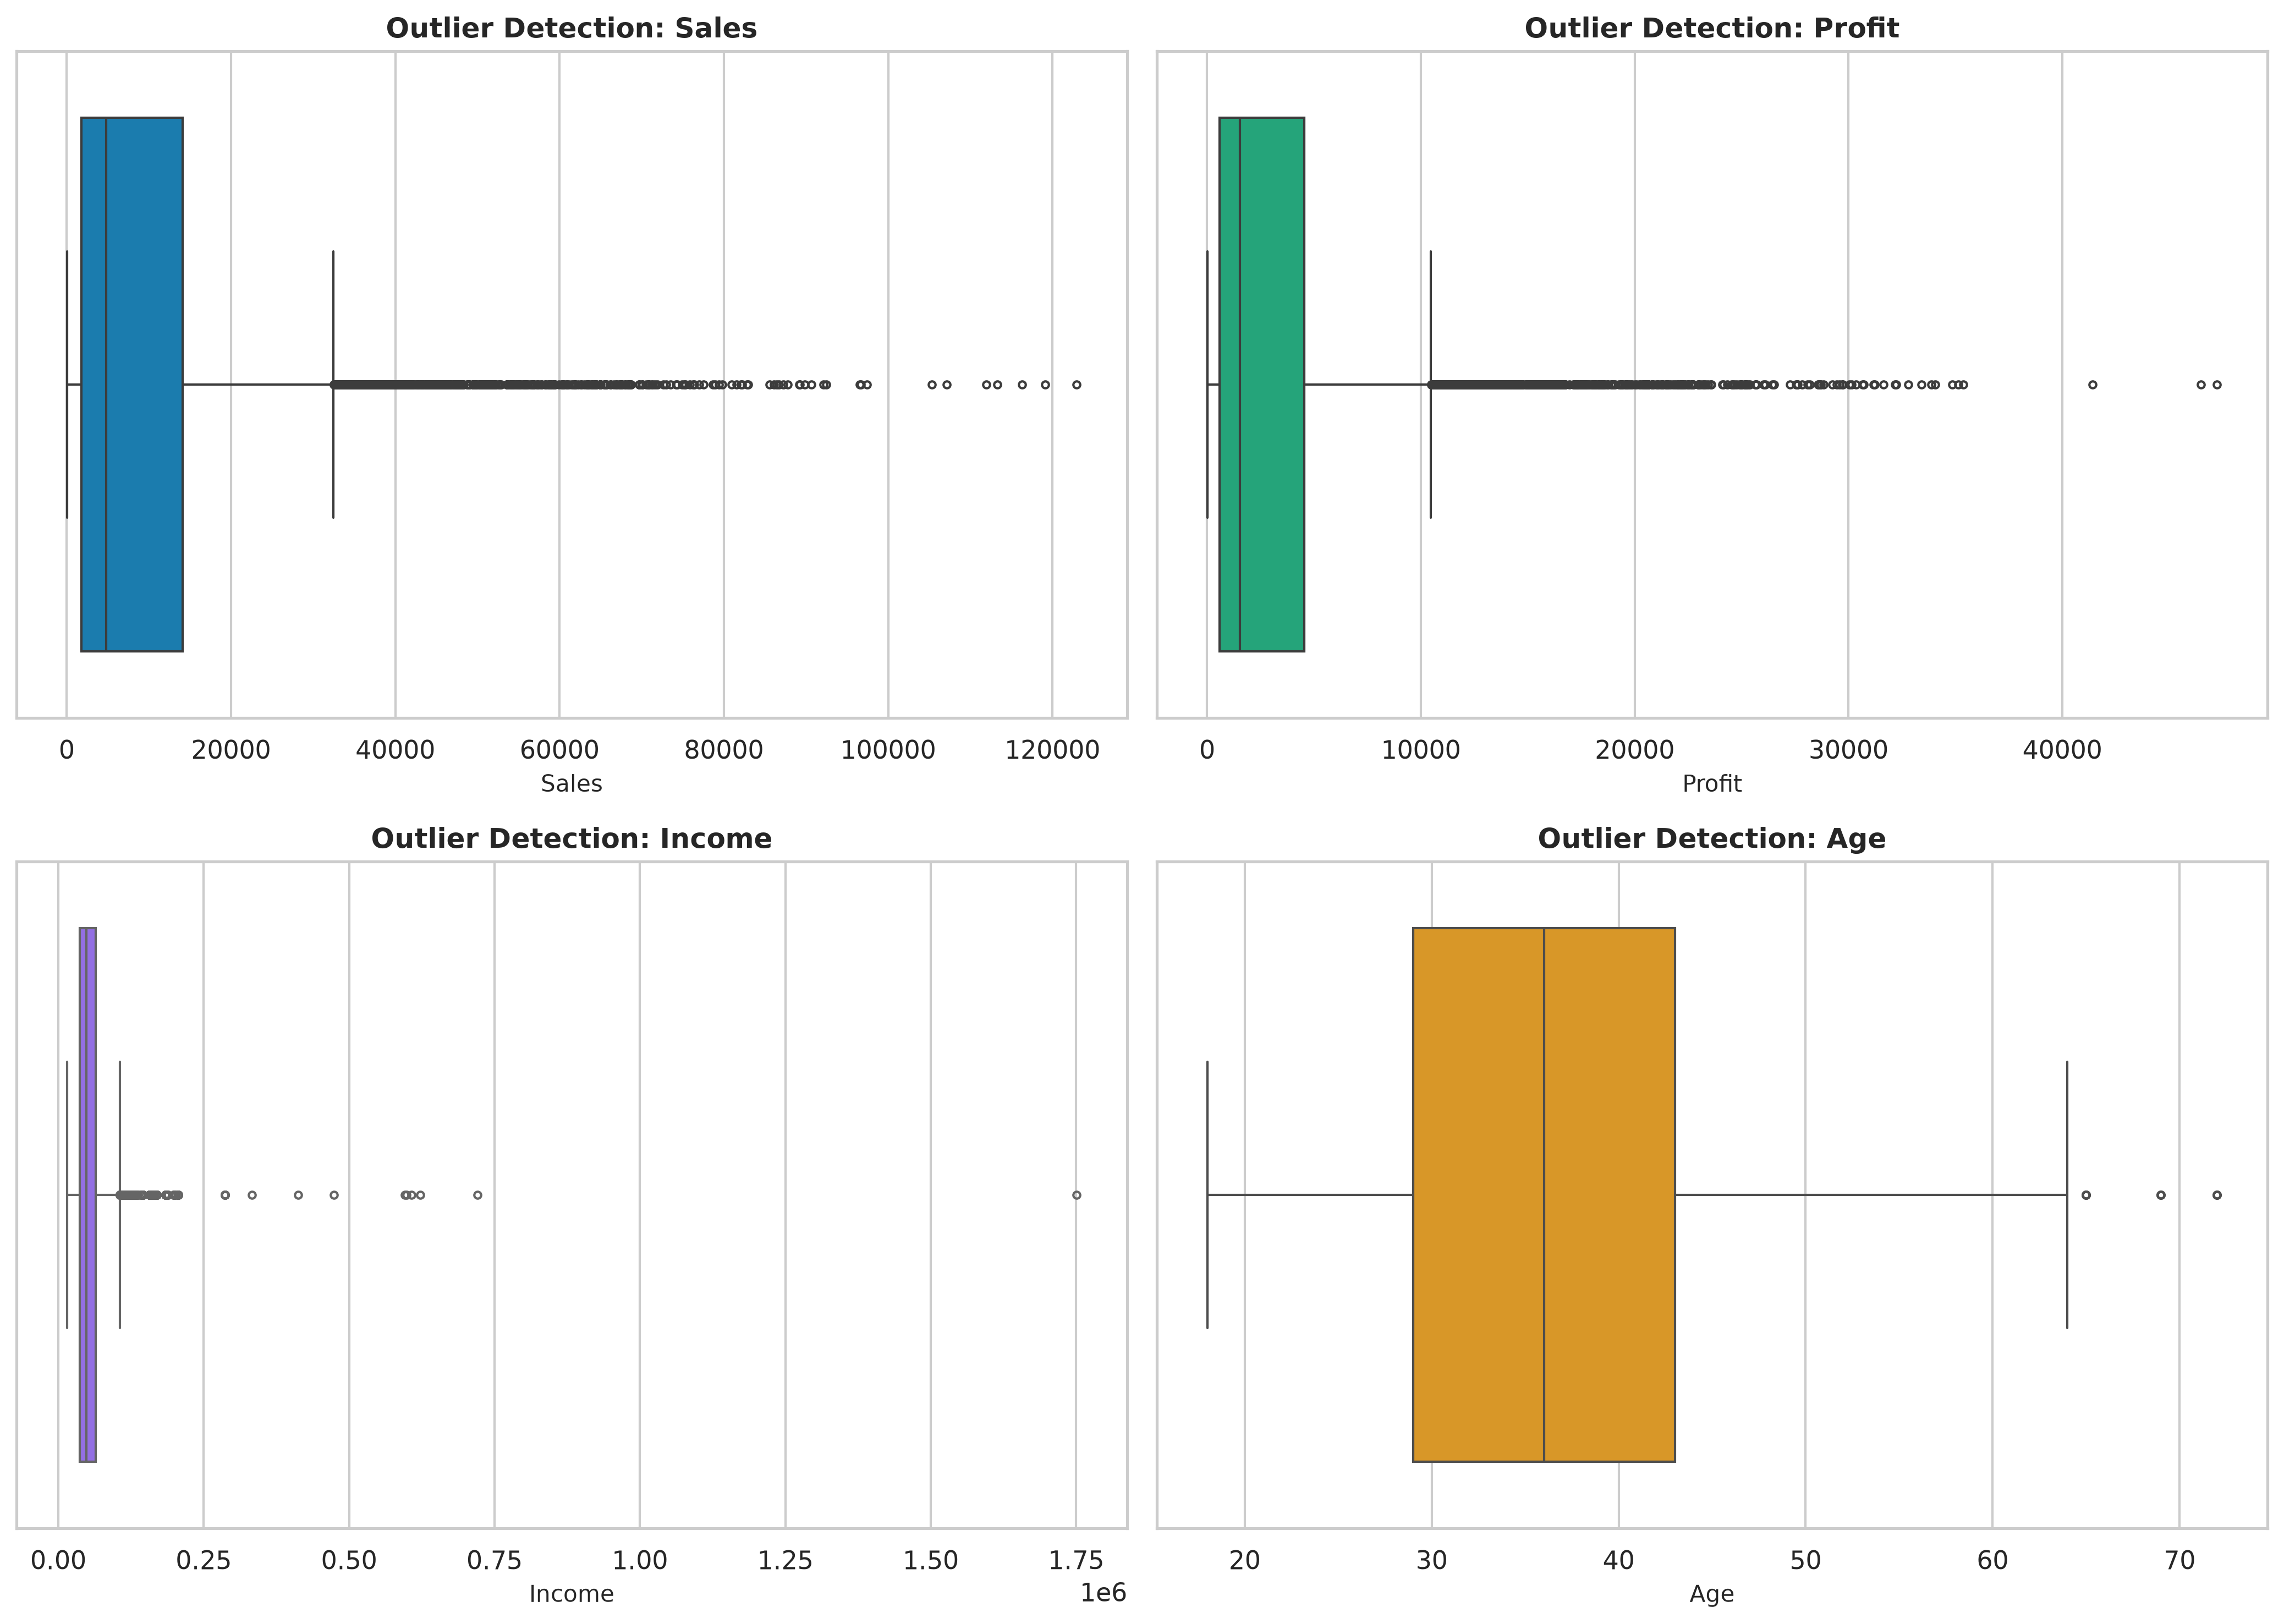 Outlier Detection: Sales
0 20000 40000 60000 80000 100000 120000
Sales
Outlier Detection: Profit
0 10000 20000 30000 40000
Profit
Outlier Detection: Income
0.00 0.25 0.50 0.75 1.00 1.25 1.50 1.75
1e6
Income
Outlier Detection: Age
20 30 40 50 60 70
Age